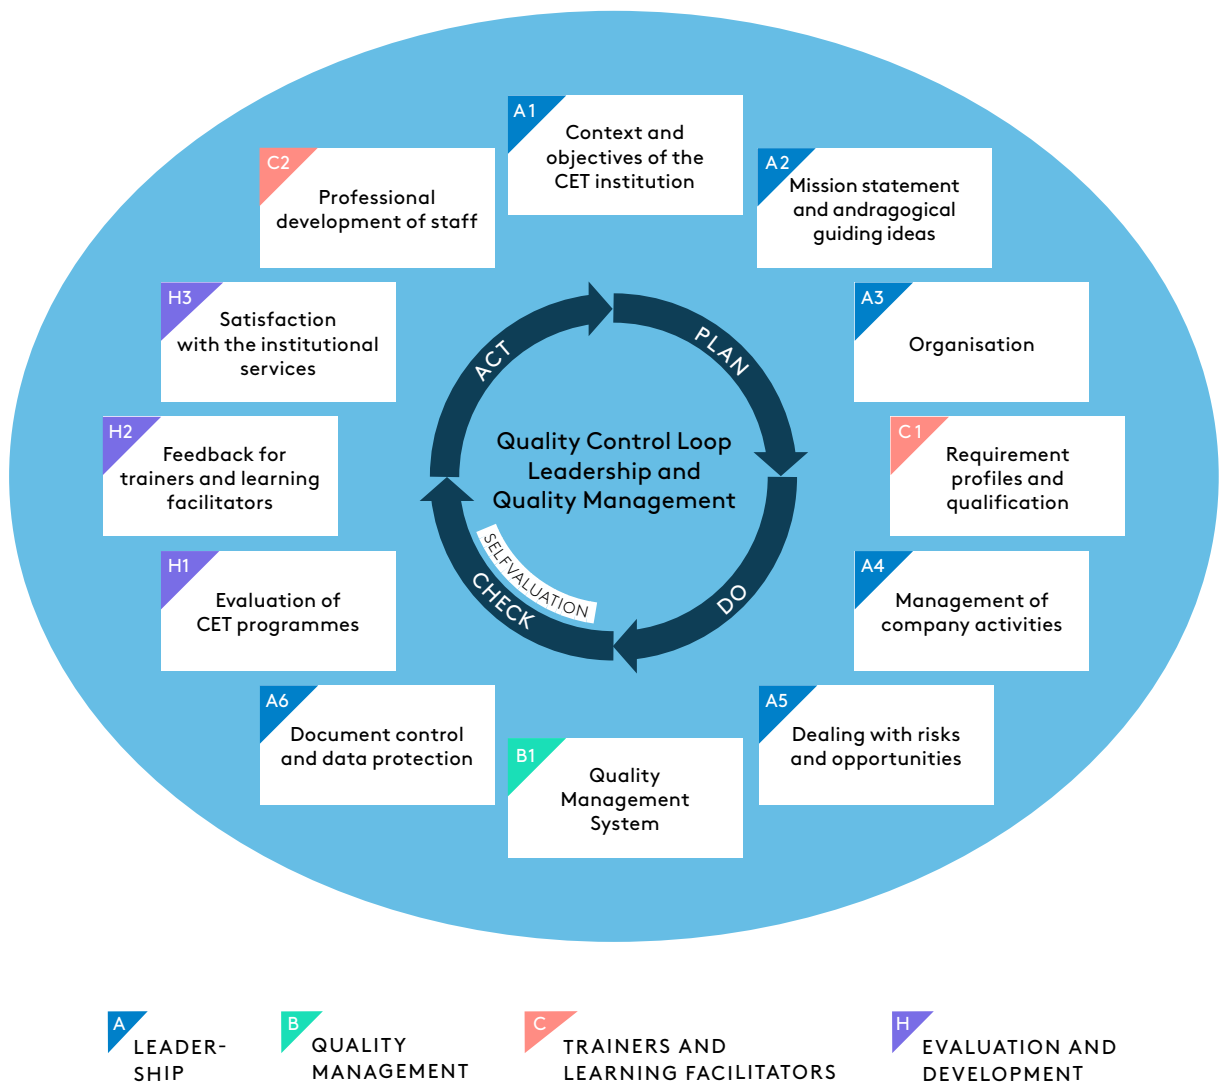 A1
Context and
objectives of the
CET institution
A2
Mission statement
and andragogical
guiding ideas
A3
Organisation
C1
Requirement
profiles and
qualification
A4
Management of
company activities
A5
Dealing with risks
and opportunities
B1
Quality
Management
System
A6
Document control
and data protection
H1
Evaluation of
CET programmes
H2
Feedback for
trainers and learning
facilitators
H3
Satisfaction
with the institutional
services
C2
Professional
development of staff
PLAN
DO
CHECK
ACT
SELFVALUATION
Quality Control Loop
Leadership and
Quality Management
A
LEADER-
SHIP
B
QUALITY
MANAGEMENT
C
TRAINERS AND
LEARNING FACILITATORS
H
EVALUATION AND
DEVELOPMENT